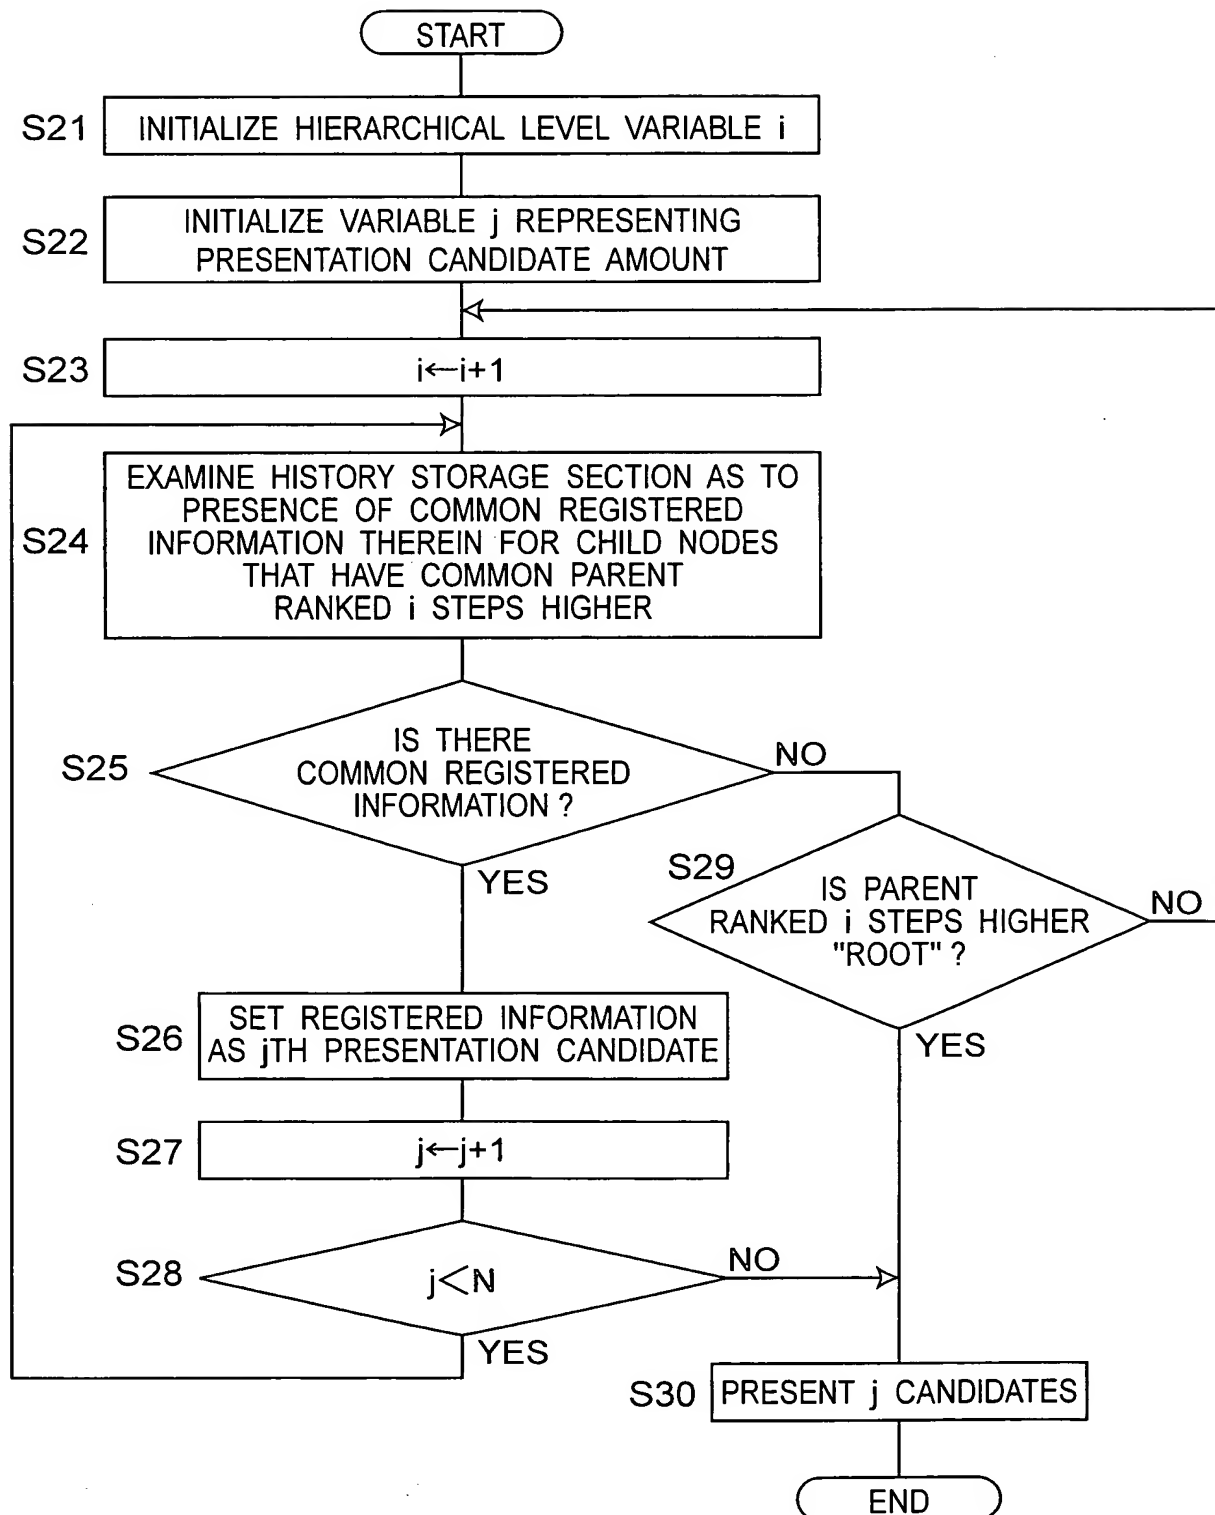 START
S21
INITIALIZE HIERARCHICAL LEVEL VARIABLE i
S22
INITIALIZE VARIABLE j REPRESENTING
PRESENTATION CANDIDATE AMOUNT
S23
i←i+1
S24
EXAMINE HISTORY STORAGE SECTION AS TO
PRESENCE OF COMMON REGISTERED
INFORMATION THEREIN FOR CHILD NODES
THAT HAVE COMMON PARENT
RANKED i STEPS HIGHER
S25
IS THERE
COMMON REGISTERED
INFORMATION ?
NO
YES
S29
IS PARENT
RANKED i STEPS HIGHER
"ROOT" ?
NO
YES
S26
SET REGISTERED INFORMATION
AS jTH PRESENTATION CANDIDATE
S27
j←j+1
S28
j<N
NO
YES
S30
PRESENT j CANDIDATES
END